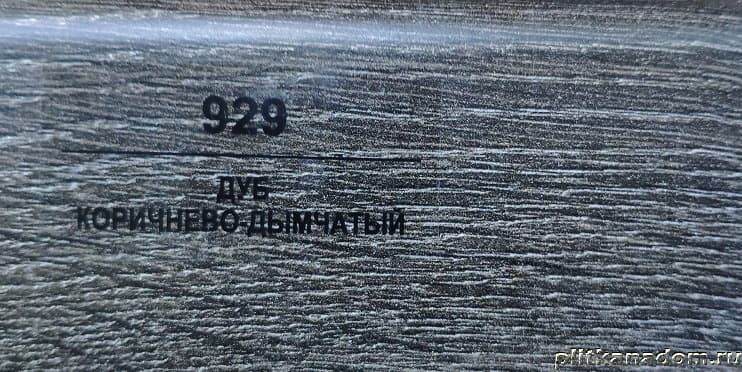 929
ДУБ
КОРИЧНЕВО-ДЫМЧАТЫЙ
plitkanadom.ru